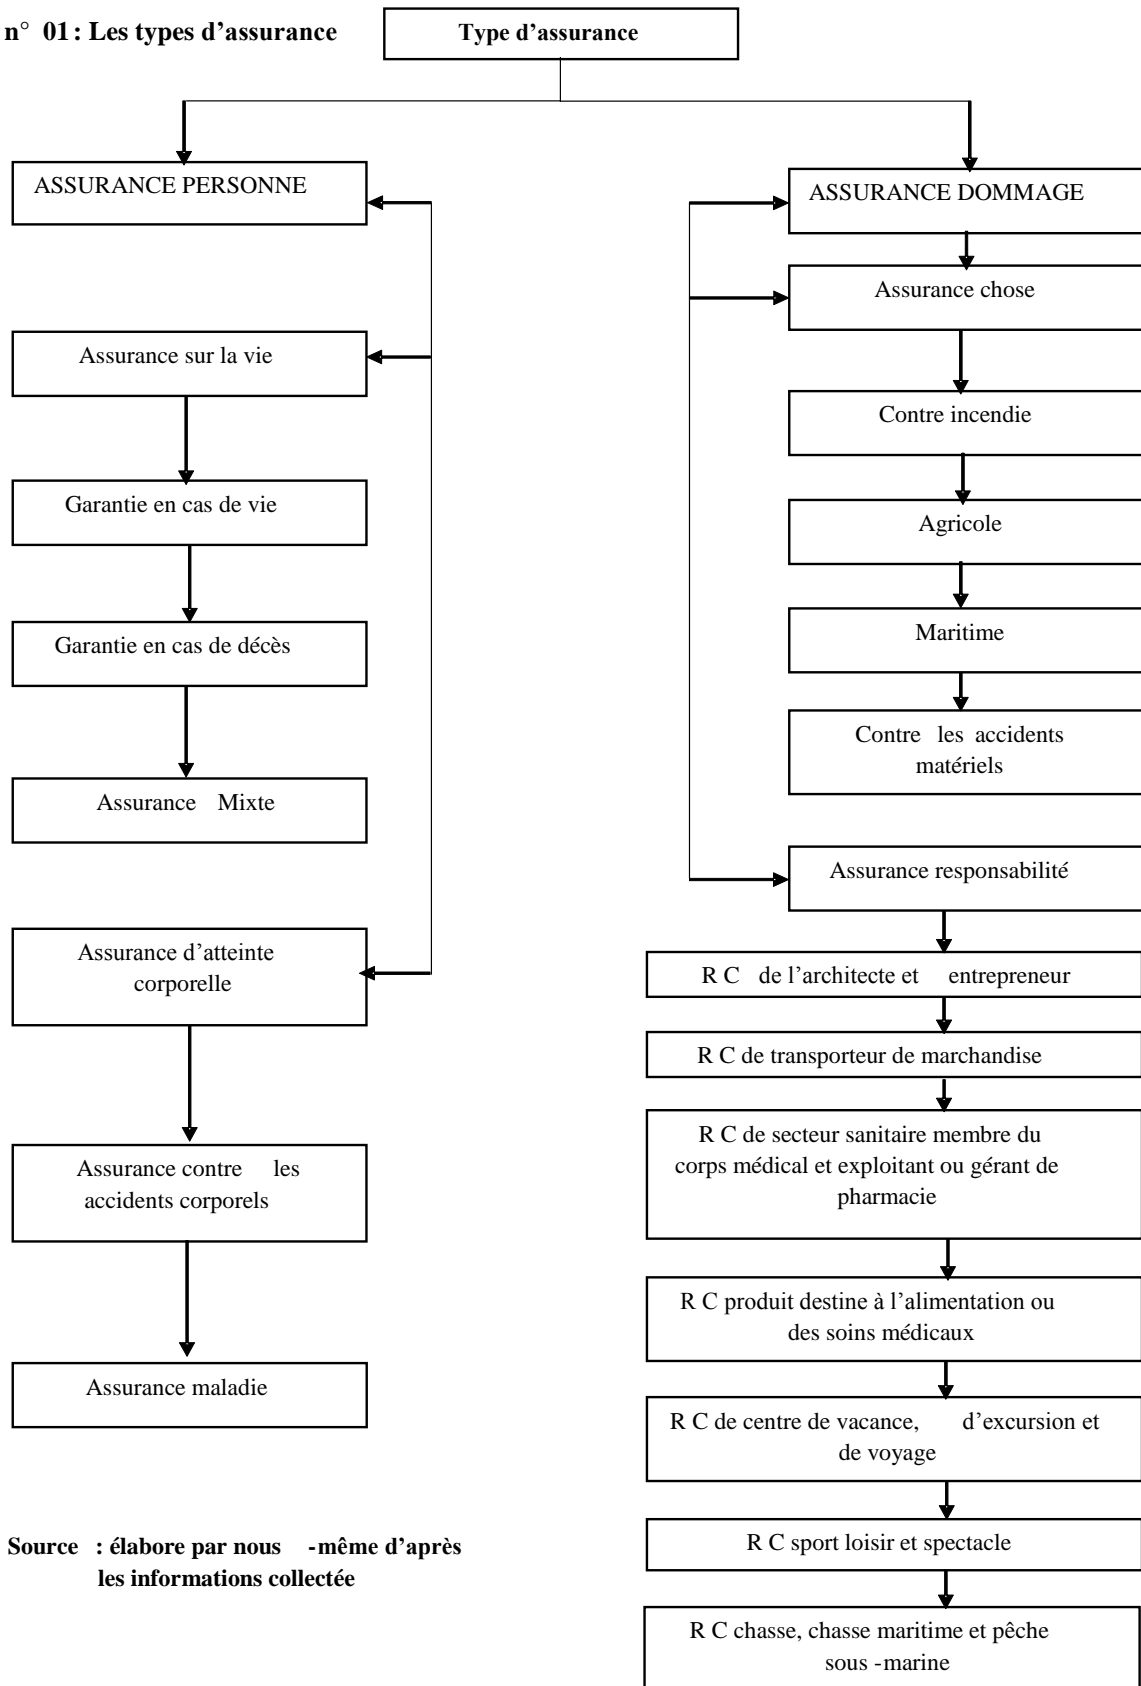 n° 01 : Les types d’assurance
Type d’assurance
ASSURANCE PERSONNE
Assurance sur la vie
Garantie en cas de vie
Garantie en cas de décès
Assurance Mixte
Assurance d’atteinte
corporelle
Assurance contre les
accidents corporels
Assurance maladie
ASSURANCE DOMMAGE
Assurance chose
Contre incendie
Agricole
Maritime
Contre les accidents
matériels
Assurance responsabilité
R C de l’architecte et entrepreneur
R C de transporteur de marchandise
R C de secteur sanitaire membre du
corps médical et exploitant ou gérant de
pharmacie
R C produit destine à l’alimentation ou
des soins médicaux
R C de centre de vacance, d’excursion et
de voyage
R C sport loisir et spectacle
R C chasse, chasse maritime et pêche
sous -marine
Source : élabore par nous -même d’après
les informations collectée